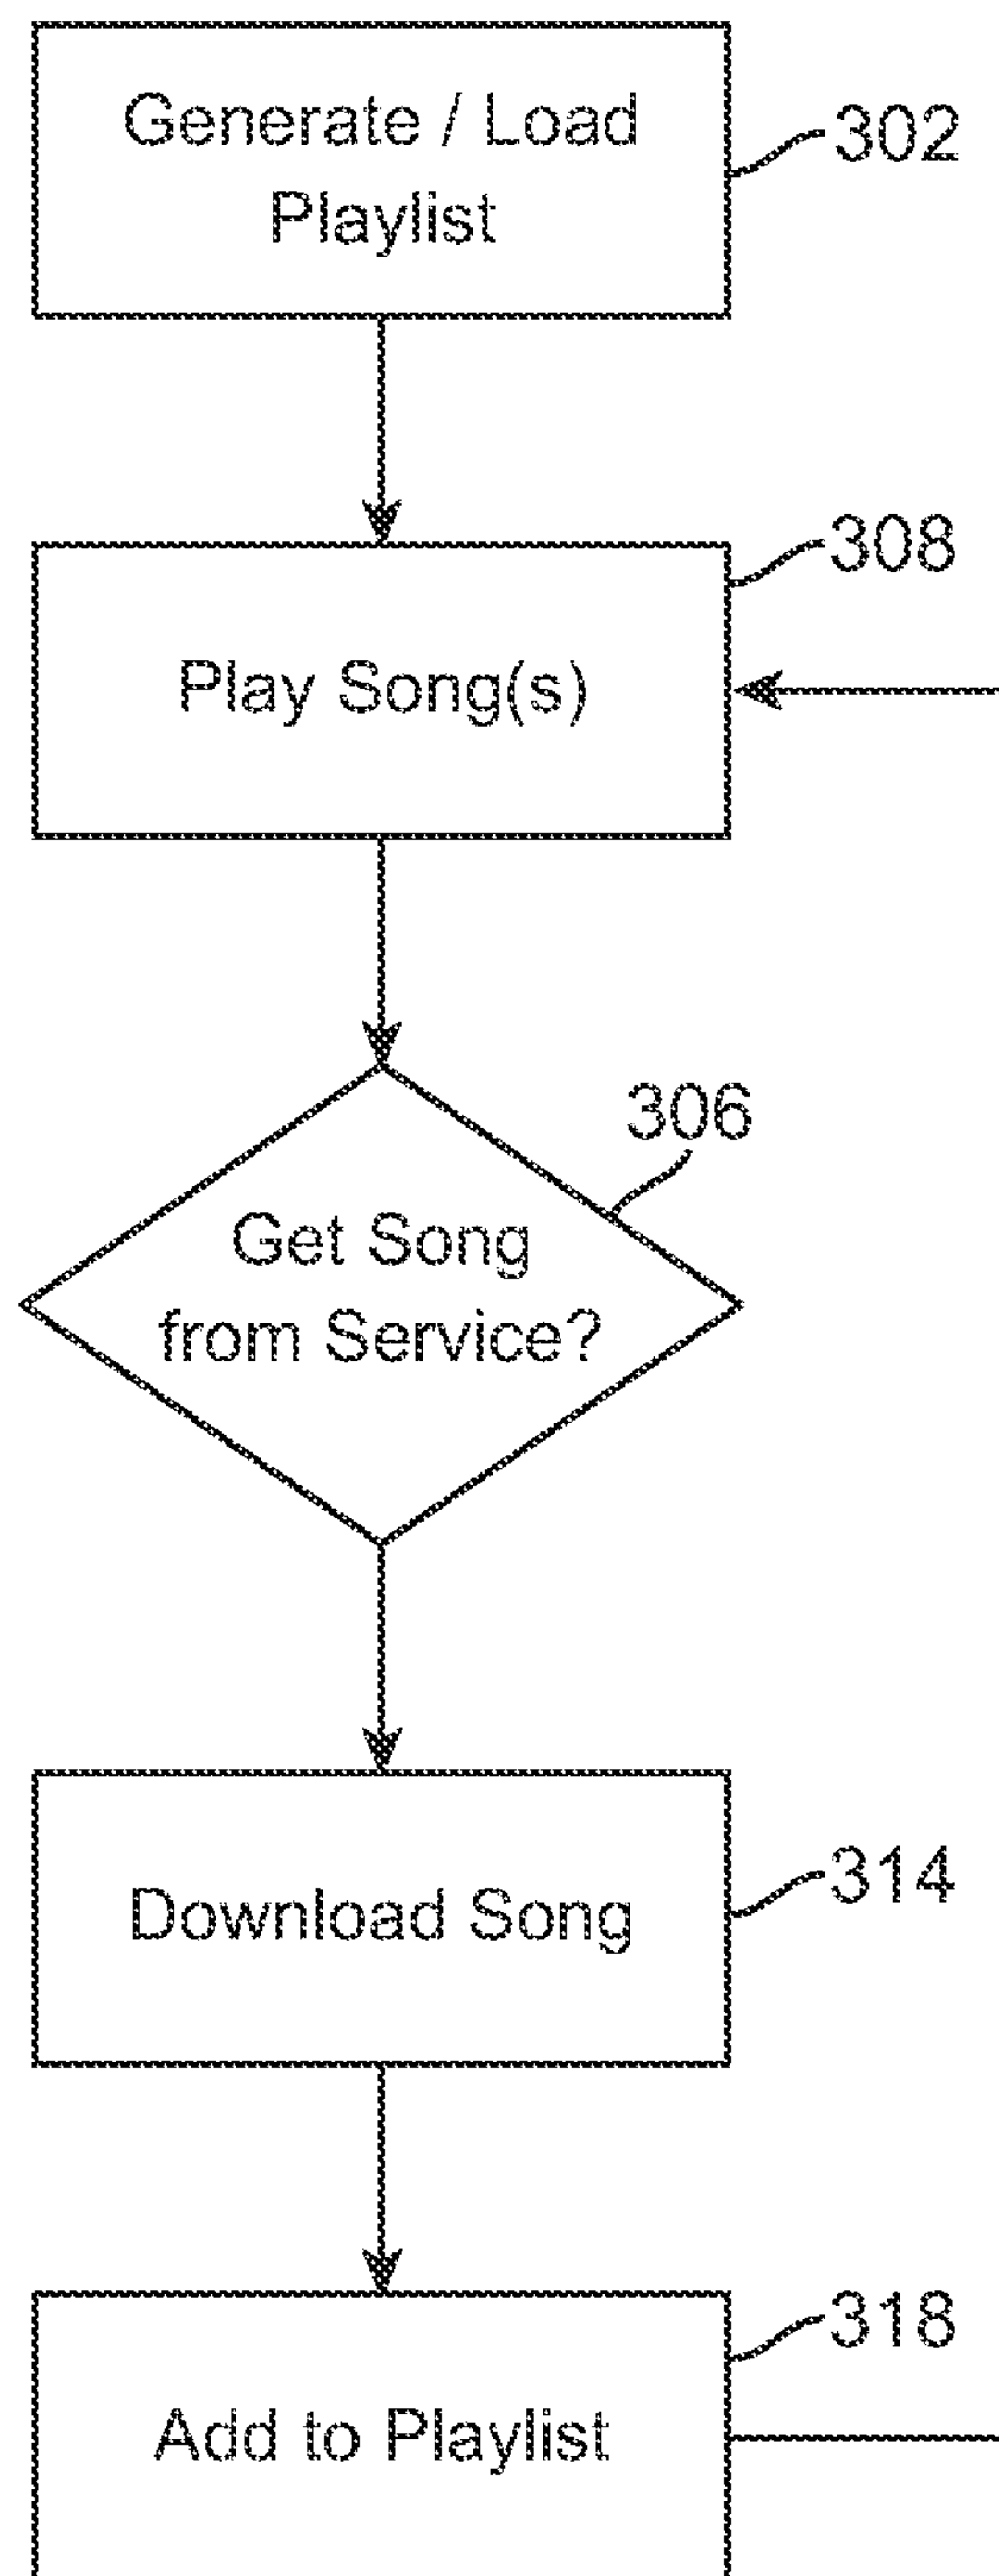 Generate / Load
Playlist
302
308
Play Song(s)
306
Get Song
from Service?
Download Song
314
318
Add to Playlist